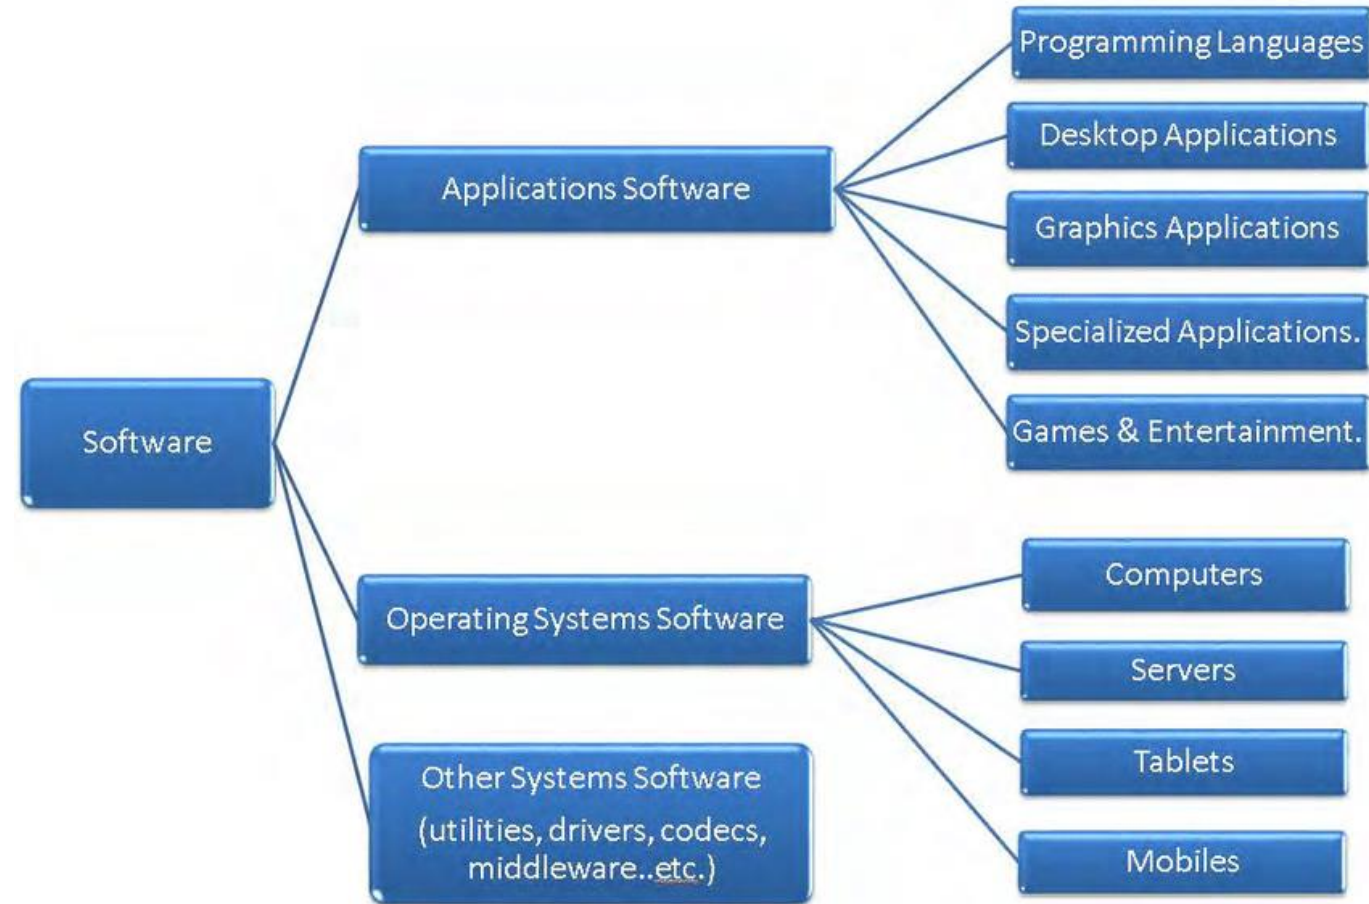 Software
Applications Software
Programming Languages
Desktop Applications
Graphics Applications
Specialized Applications.
Games & Entertainment.
Operating Systems Software
Computers
Servers
Tablets
Mobiles
Other Systems Software
(utilities, drivers, codecs,
middleware..etc.)